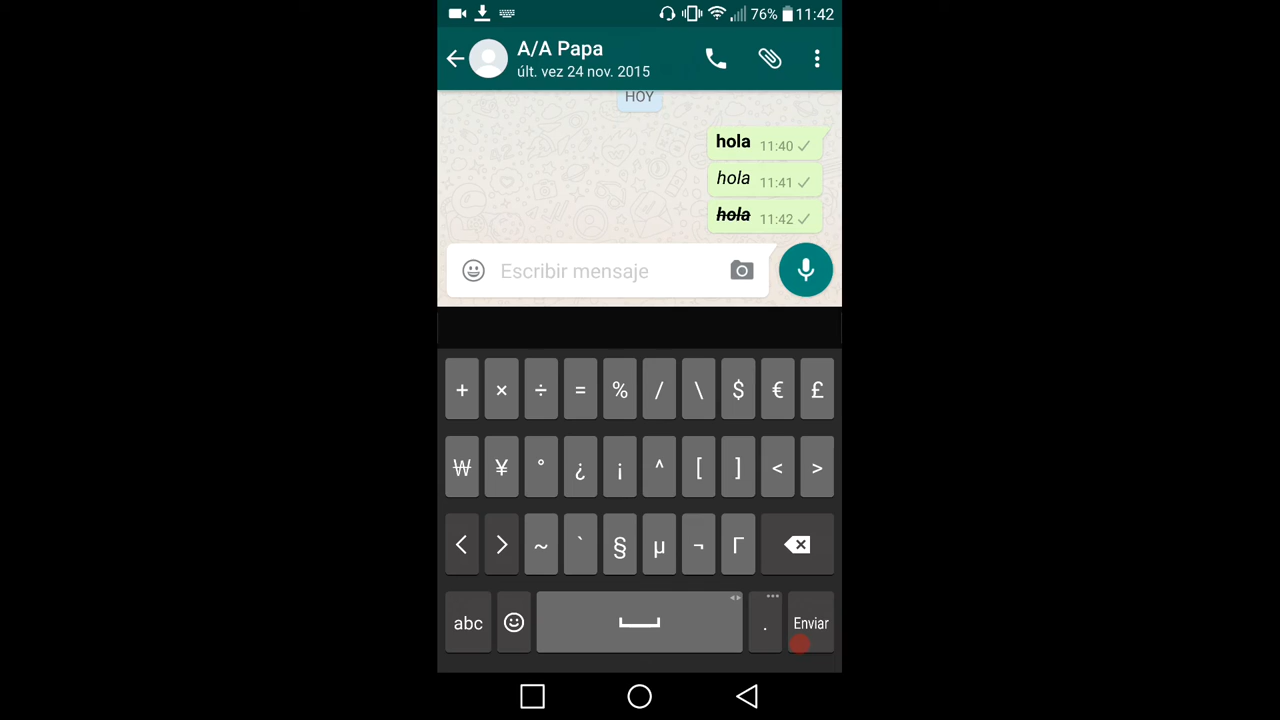 76% 11:42
A/A Papa
últ. vez 24 nov. 2015
HOY
hola 11:40
hola 11:41
hola 11:42
Escribir mensaje
+ × ÷ = % / \ $ € £
₩ ¥ ° ¿ ¡ ^ [ ] < >
< > ~ ` § µ ¬ Γ
abc . Enviar